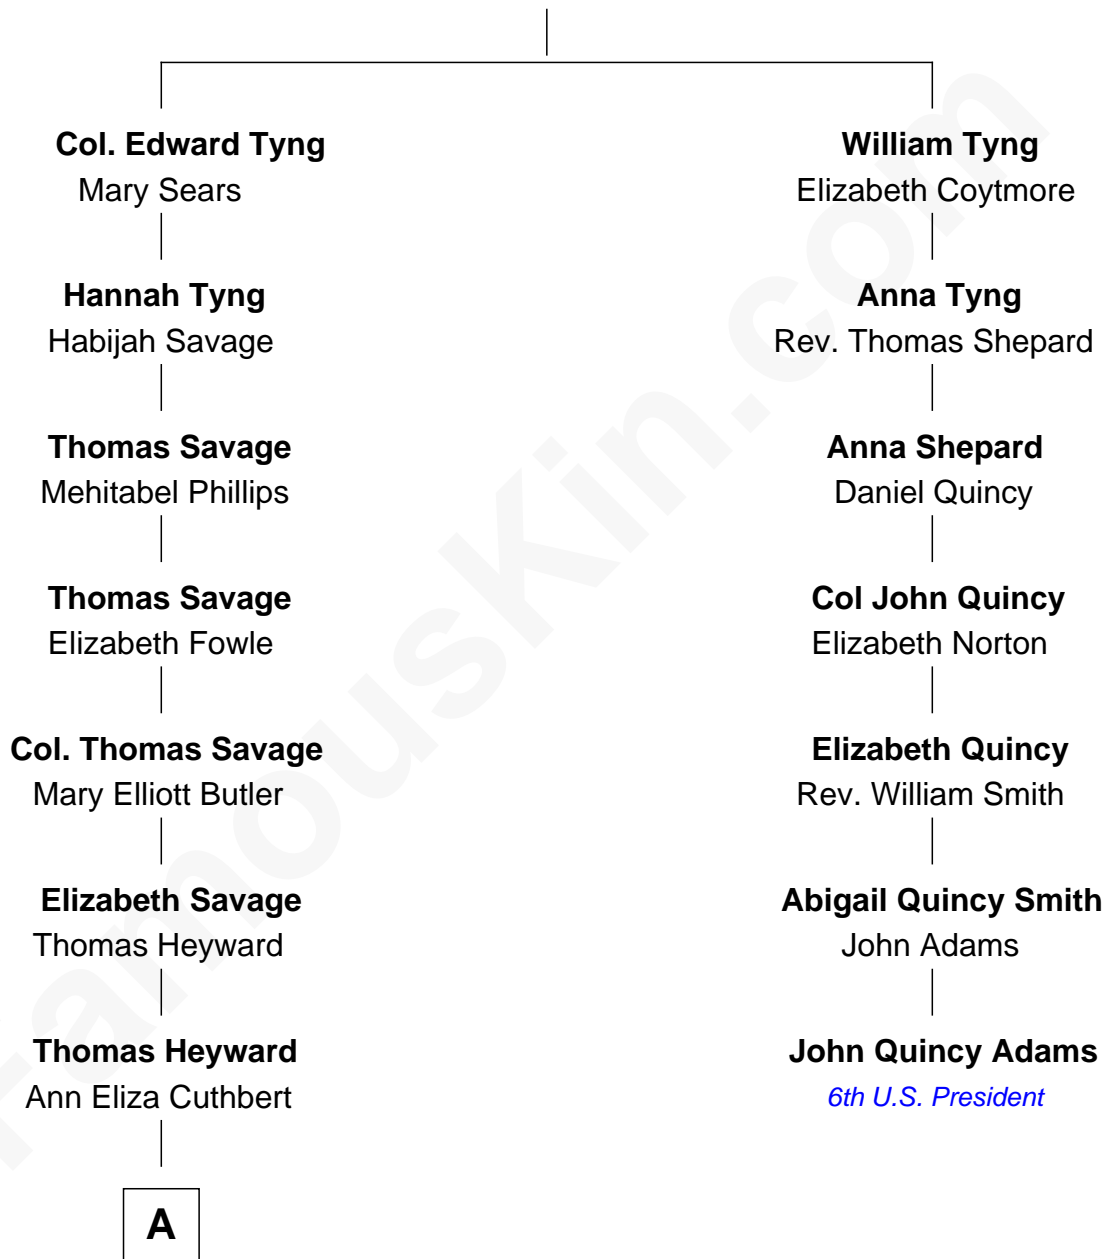 Col. Edward Tyng
Mary Sears
Hannah Tyng
Habijah Savage
Thomas Savage
Mehitabel Phillips
Thomas Savage
Elizabeth Fowle
Col. Thomas Savage
Mary Elliott Butler
Elizabeth Savage
Thomas Heyward
Thomas Heyward
Ann Eliza Cuthbert
A
William Tyng
Elizabeth Coytmore
Anna Tyng
Rev. Thomas Shepard
Anna Shepard
Daniel Quincy
Col John Quincy
Elizabeth Norton
Elizabeth Quincy
Rev. William Smith
Abigail Quincy Smith
John Adams
John Quincy Adams
6th U.S. President
FamousKin.com